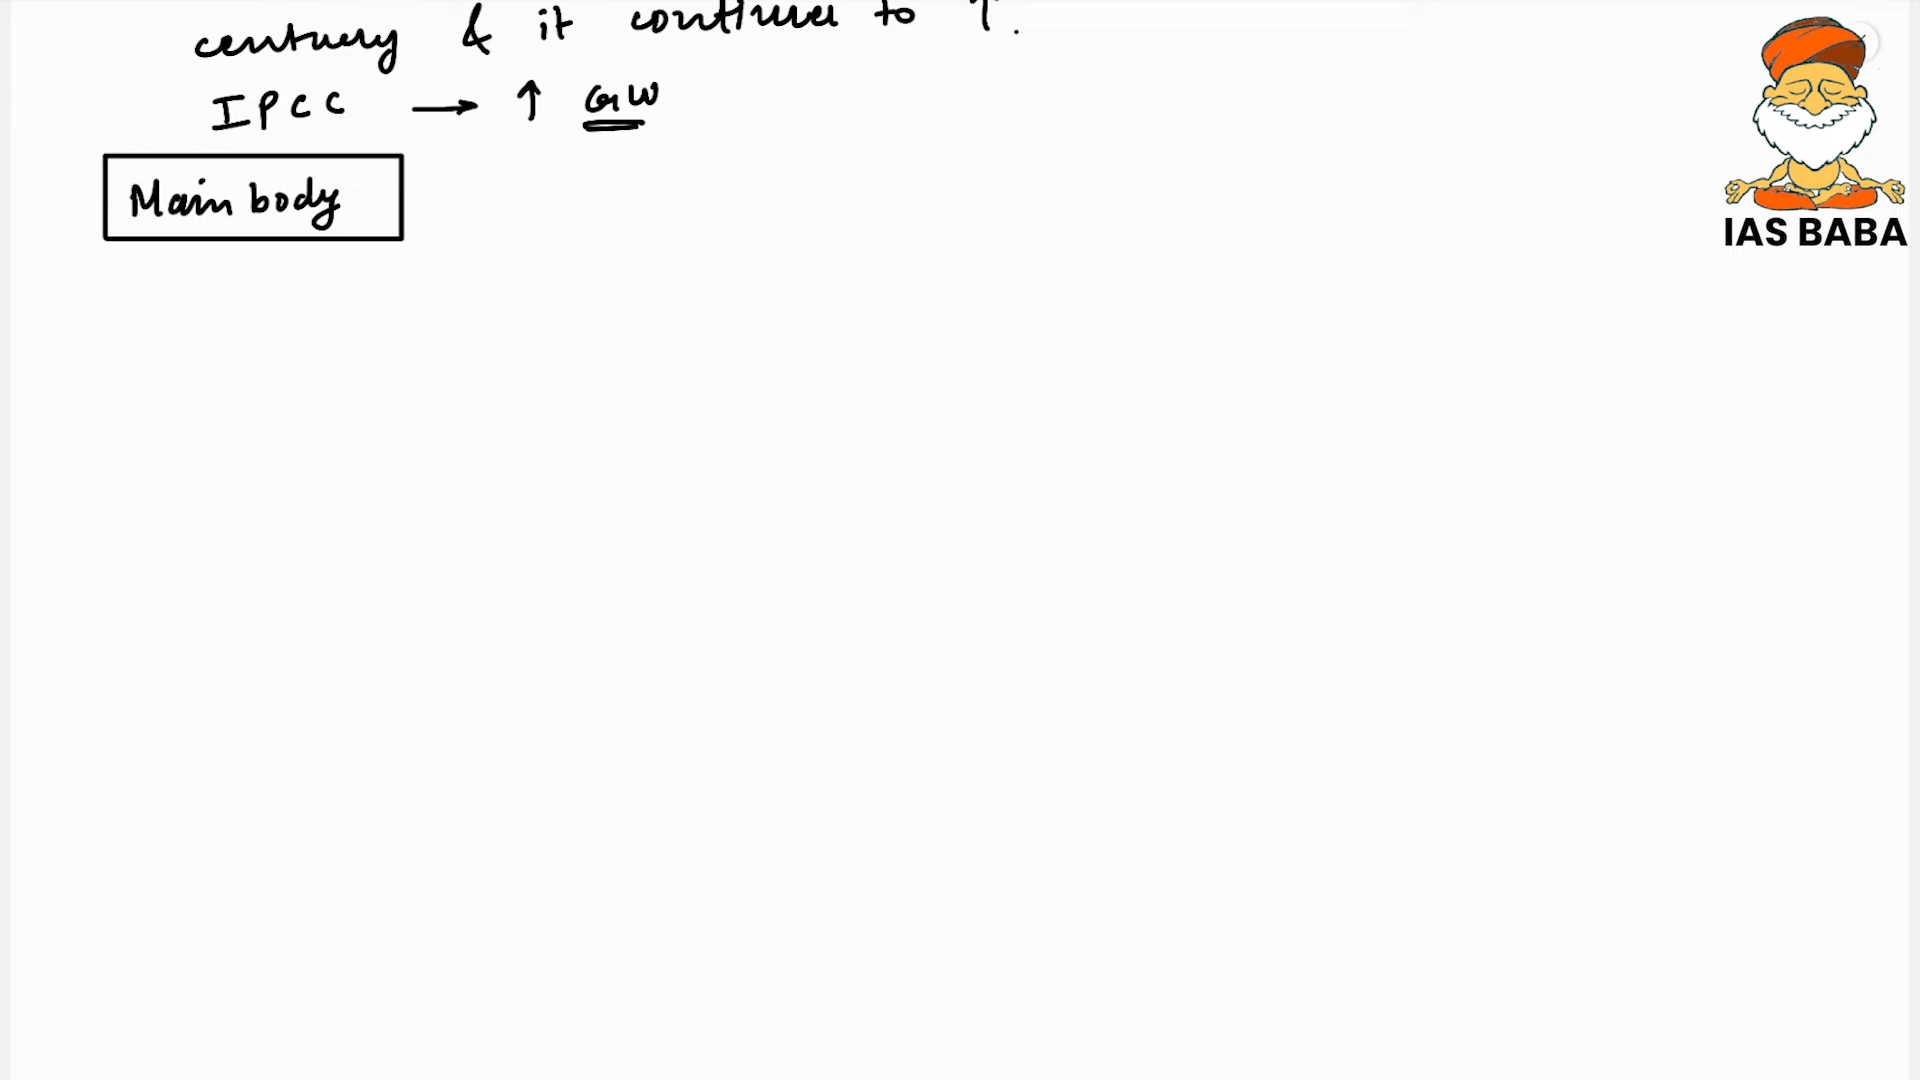 century & it continues to ↑.
IPCC → ↑ GW
Main body
IAS BABA